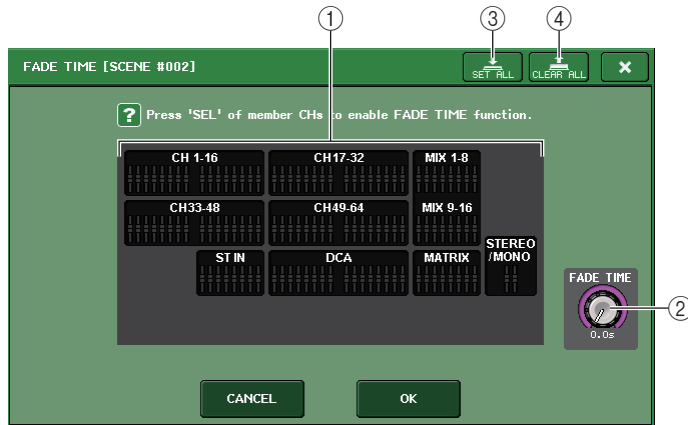 ① ③ ④
FADE TIME [SCENE #002]
SET ALL
CLEAR ALL
×
? Press 'SEL' of member CHs to enable FADE TIME function.
CH 1-16 CH17-32 MIX 1-8
CH33-48 CH49-64 MIX 9-16
ST IN DCA MATRIX STEREO
/MONO
FADE TIME
②
0.0s
CANCEL OK